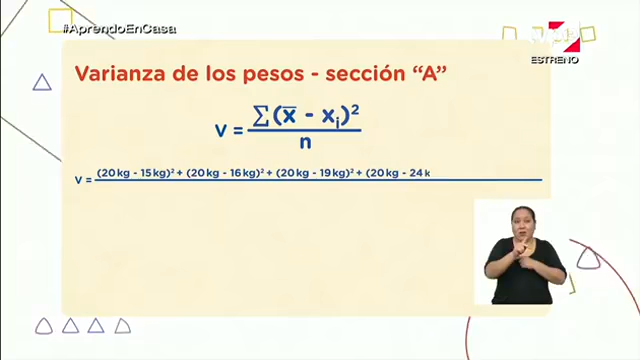 #AprendoEnCasa
ESTRENO
Varianza de los pesos - sección “A”
V = ∑(x̅ - xᵢ)² / n
V = (20 kg - 15 kg)² + (20 kg - 16 kg)² + (20 kg - 19 kg)² + (20 kg - 24 k